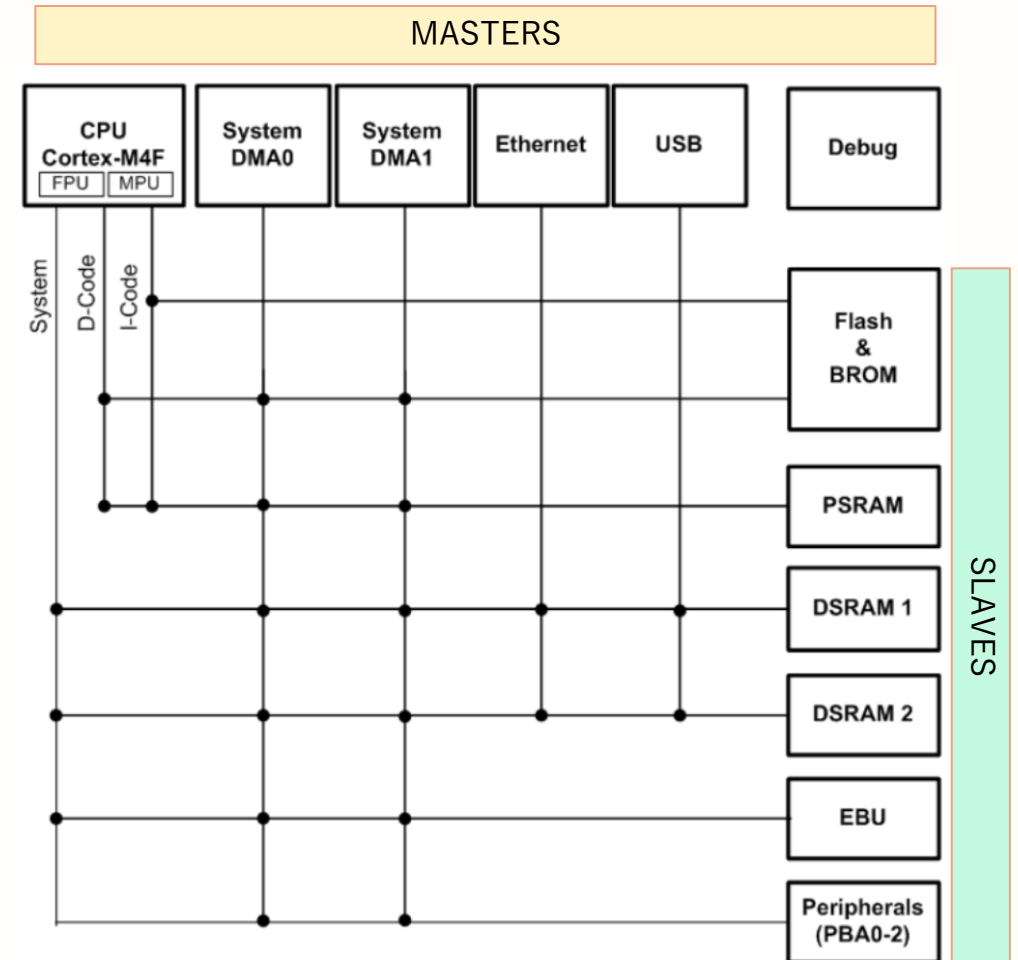 MASTERS
CPU
Cortex-M4F
FPU
MPU
System
DMA0
System
DMA1
Ethernet
USB
Debug
System
D-Code
I-Code
Flash
&
BROM
PSRAM
DSRAM 1
DSRAM 2
EBU
Peripherals
(PBA0-2)
SLAVES